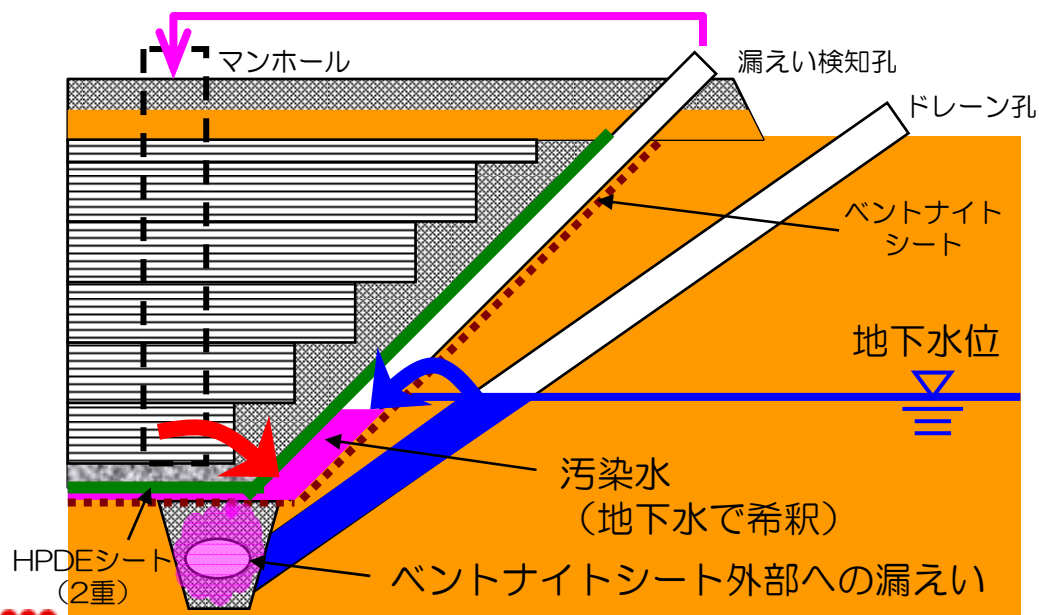 マンホール
漏えい検知孔
ドレーン孔
ベントナイト
シート
地下水位
汚染水
（地下水で希釈）
HPDEシート
（2重）
ベントナイトシート外部への漏えい